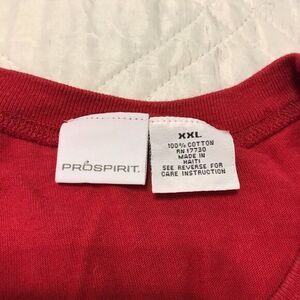 PROSPIRIT.
XXL
100% COTTON
RN 17730
MADE IN
HAITI
SEE REVERSE FOR
CARE INSTRUCTION